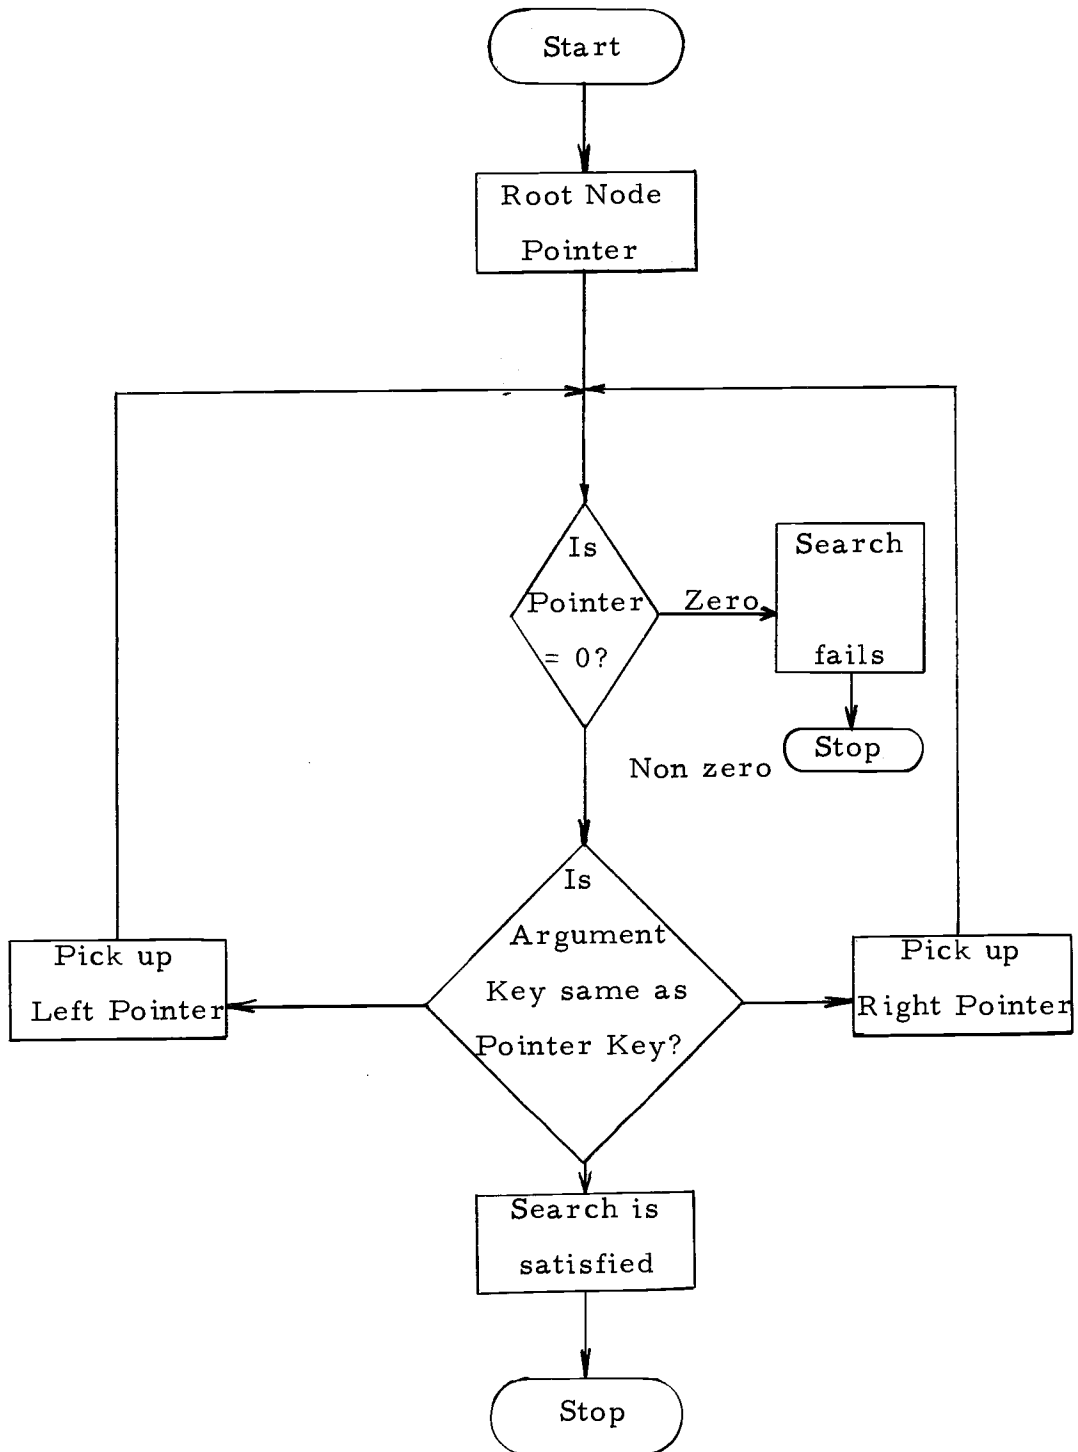 Start
Root Node
Pointer
Is
Pointer
= 0?
Zero
Search
fails
Stop
Non zero
Is
Argument
Key same as
Pointer Key?
Pick up
Left Pointer
Pick up
Right Pointer
Search is
satisfied
Stop